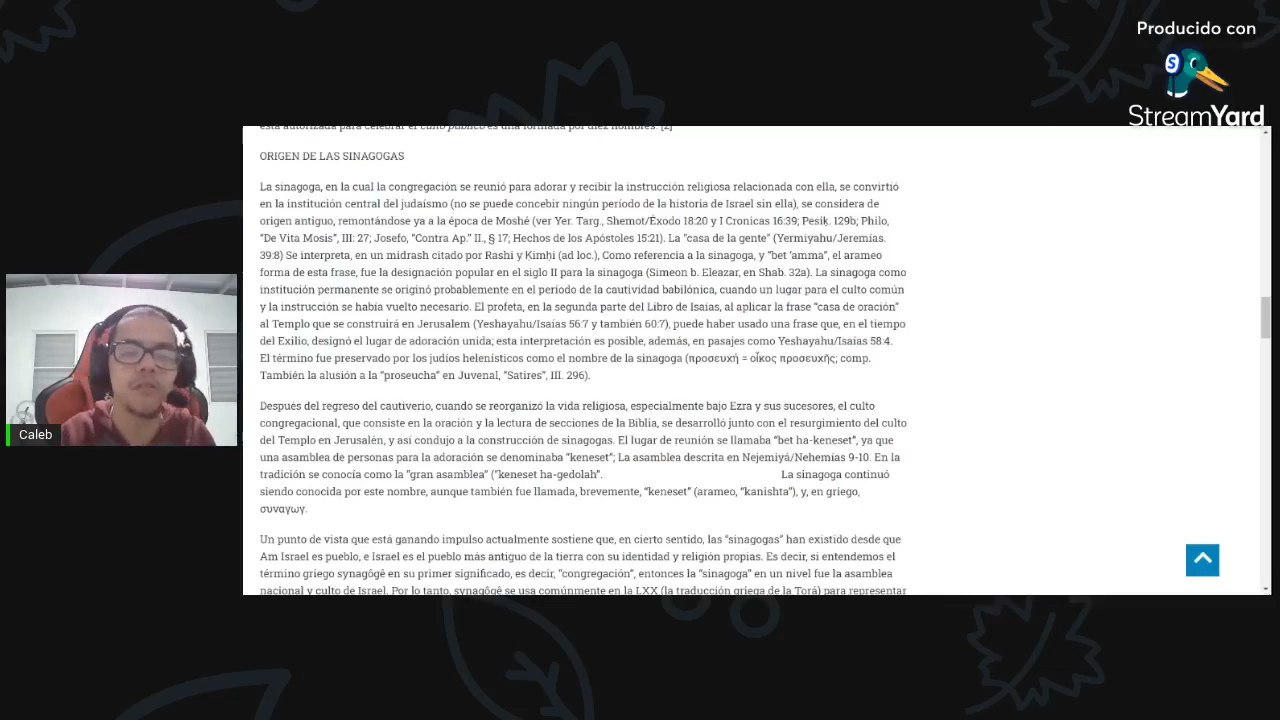 Producido con
StreamYard
está autorizada para celebrar el culto público es una formada por diez hombres. [2]
ORIGEN DE LAS SINAGOGAS
La sinagoga, en la cual la congregación se reunió para adorar y recibir la instrucción religiosa relacionada con ella, se convirtió
en la institución central del judaísmo (no se puede concebir ningún período de la historia de Israel sin ella), se considera de
origen antiguo, remontándose ya a la época de Moshé (ver Yer. Targ., Shemot/Éxodo 18:20 y I Cronicas 16:39; Pesiḳ. 129b; Philo,
“De Vita Mosis”, III: 27; Josefo, “Contra Ap.” II., § 17; Hechos de los Apóstoles 15:21). La “casa de la gente” (Yermiyahu/Jeremías.
39:8) Se interpreta, en un midrash citado por Rashi y Ḳimḥi (ad loc.), Como referencia a la sinagoga, y “bet ‘amma”, el arameo
forma de esta frase, fue la designación popular en el siglo II para la sinagoga (Simeon b. Eleazar, en Shab. 32a). La sinagoga como
institución permanente se originó probablemente en el período de la cautividad babilónica, cuando un lugar para el culto común
y la instrucción se había vuelto necesario. El profeta, en la segunda parte del Libro de Isaías, al aplicar la frase “casa de oración”
al Templo que se construirá en Jerusalem (Yeshayahu/Isaías 56:7 y también 60:7), puede haber usado una frase que, en el tiempo
del Exilio, designó el lugar de adoración unida; esta interpretación es posible, además, en pasajes como Yeshayahu/Isaías 58:4.
El término fue preservado por los judíos helenísticos como el nombre de la sinagoga (προσευχή = οἶκος προσευχῆς; comp.
También la alusión a la “proseucha” en Juvenal, “Satires”, III. 296).
Después del regreso del cautiverio, cuando se reorganizó la vida religiosa, especialmente bajo Ezra y sus sucesores, el culto
congregacional, que consiste en la oración y la lectura de secciones de la Biblia, se desarrolló junto con el resurgimiento del culto
del Templo en Jerusalén, y así condujo a la construcción de sinagogas. El lugar de reunión se llamaba “bet ha-keneset”, ya que
una asamblea de personas para la adoración se denominaba “keneset”; La asamblea descrita en Nejemiyá/Nehemías 9-10. En la
tradición se conocía como la “gran asamblea” (“keneset ha-gedolah”. La sinagoga continuó
siendo conocida por este nombre, aunque también fue llamada, brevemente, “keneset” (arameo, “kanishta”), y, en griego,
συναγωγ.
Un punto de vista que está ganando impulso actualmente sostiene que, en cierto sentido, las “sinagogas” han existido desde que
Am Israel es pueblo, e Israel es el pueblo más antiguo de la tierra con su identidad y religión propias. Es decir, si entendemos el
término griego synagôgê en su primer significado, es decir, “congregación”, entonces la “sinagoga” en un nivel fue la asamblea
nacional y culto de Israel. Por lo tanto, synagôgê se usa comúnmente en la LXX (la traducción griega de la Torá) para representar
Caleb